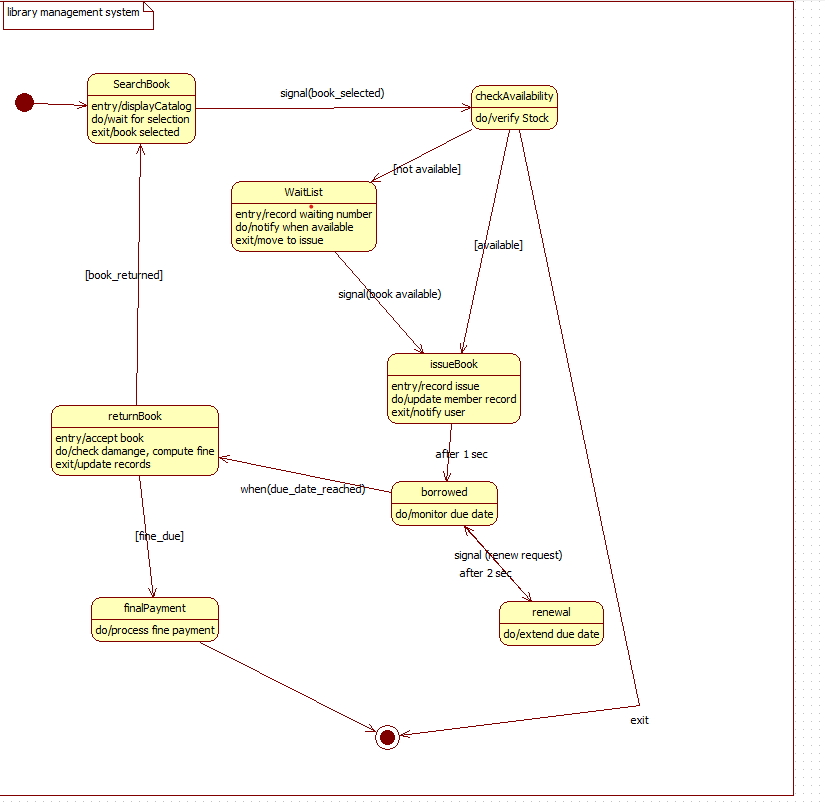 library management system
SearchBook
entry/displayCatalog
do/wait for selection
exit/book selected
signal(book_selected)
checkAvailability
do/verify Stock
[not available]
WaitList
entry/record waiting number
do/notify when available
exit/move to issue
[available]
[book_returned]
signal(book available)
issueBook
entry/record issue
do/update member record
exit/notify user
returnBook
entry/accept book
do/check damange, compute fine
exit/update records
after 1 sec
when(due_date_reached)
borrowed
do/monitor due date
[fine_due]
signal (renew request)
after 2 sec
finalPayment
do/process fine payment
renewal
do/extend due date
exit